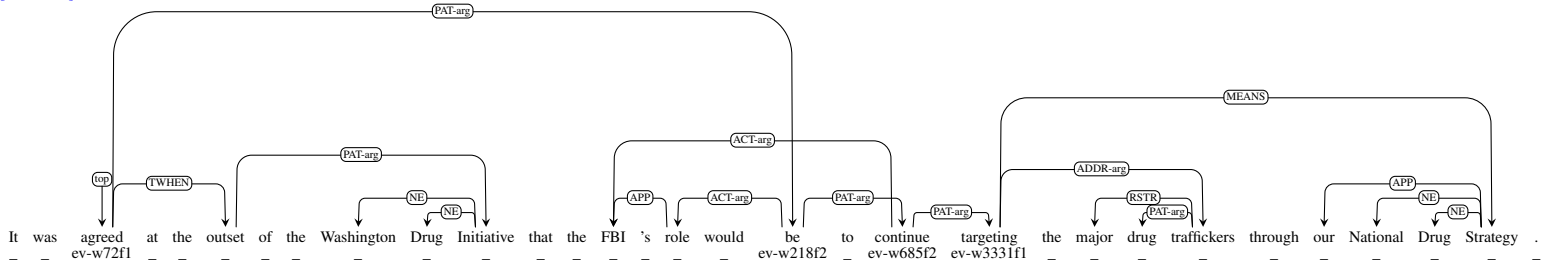 PAT-arg
MEANS
ACT-arg
PAT-arg
ADDR-arg
top TWHEN APP
NE APP ACT-arg PAT-arg RSTR NE
NE PAT-arg PAT-arg NE
It was agreed at the outset of the Washington Drug Initiative that the FBI 's role would be to continue targeting the major drug traffickers through our National Drug Strategy .
_ _ ev-w72f1 _ _ _ _ _ _ _ _ _ _ _ _ _ _ ev-w218f2 _ ev-w685f2 ev-w3331f1 _ _ _ _ _ _ _ _ _ _